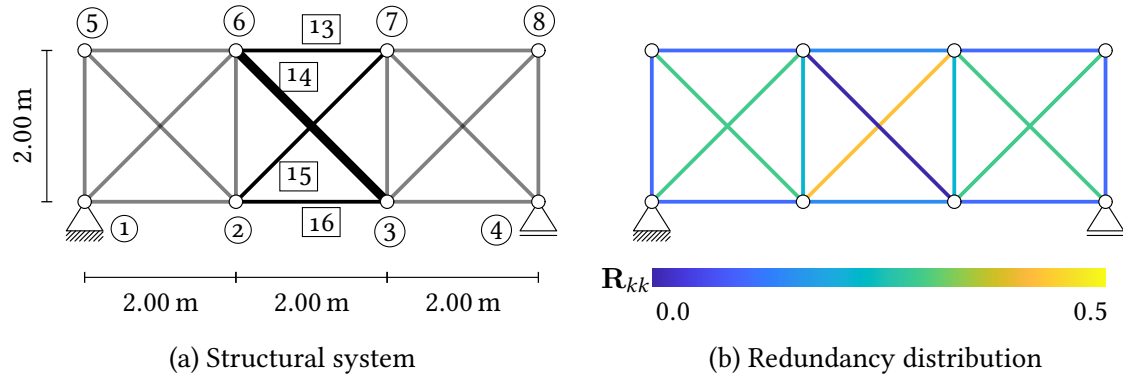 5 6 7 8
13
14
2.00 m
15
16
1 2 3 4
2.00 m 2.00 m 2.00 m
(a) Structural system
R_kk
0.0 0.5
(b) Redundancy distribution